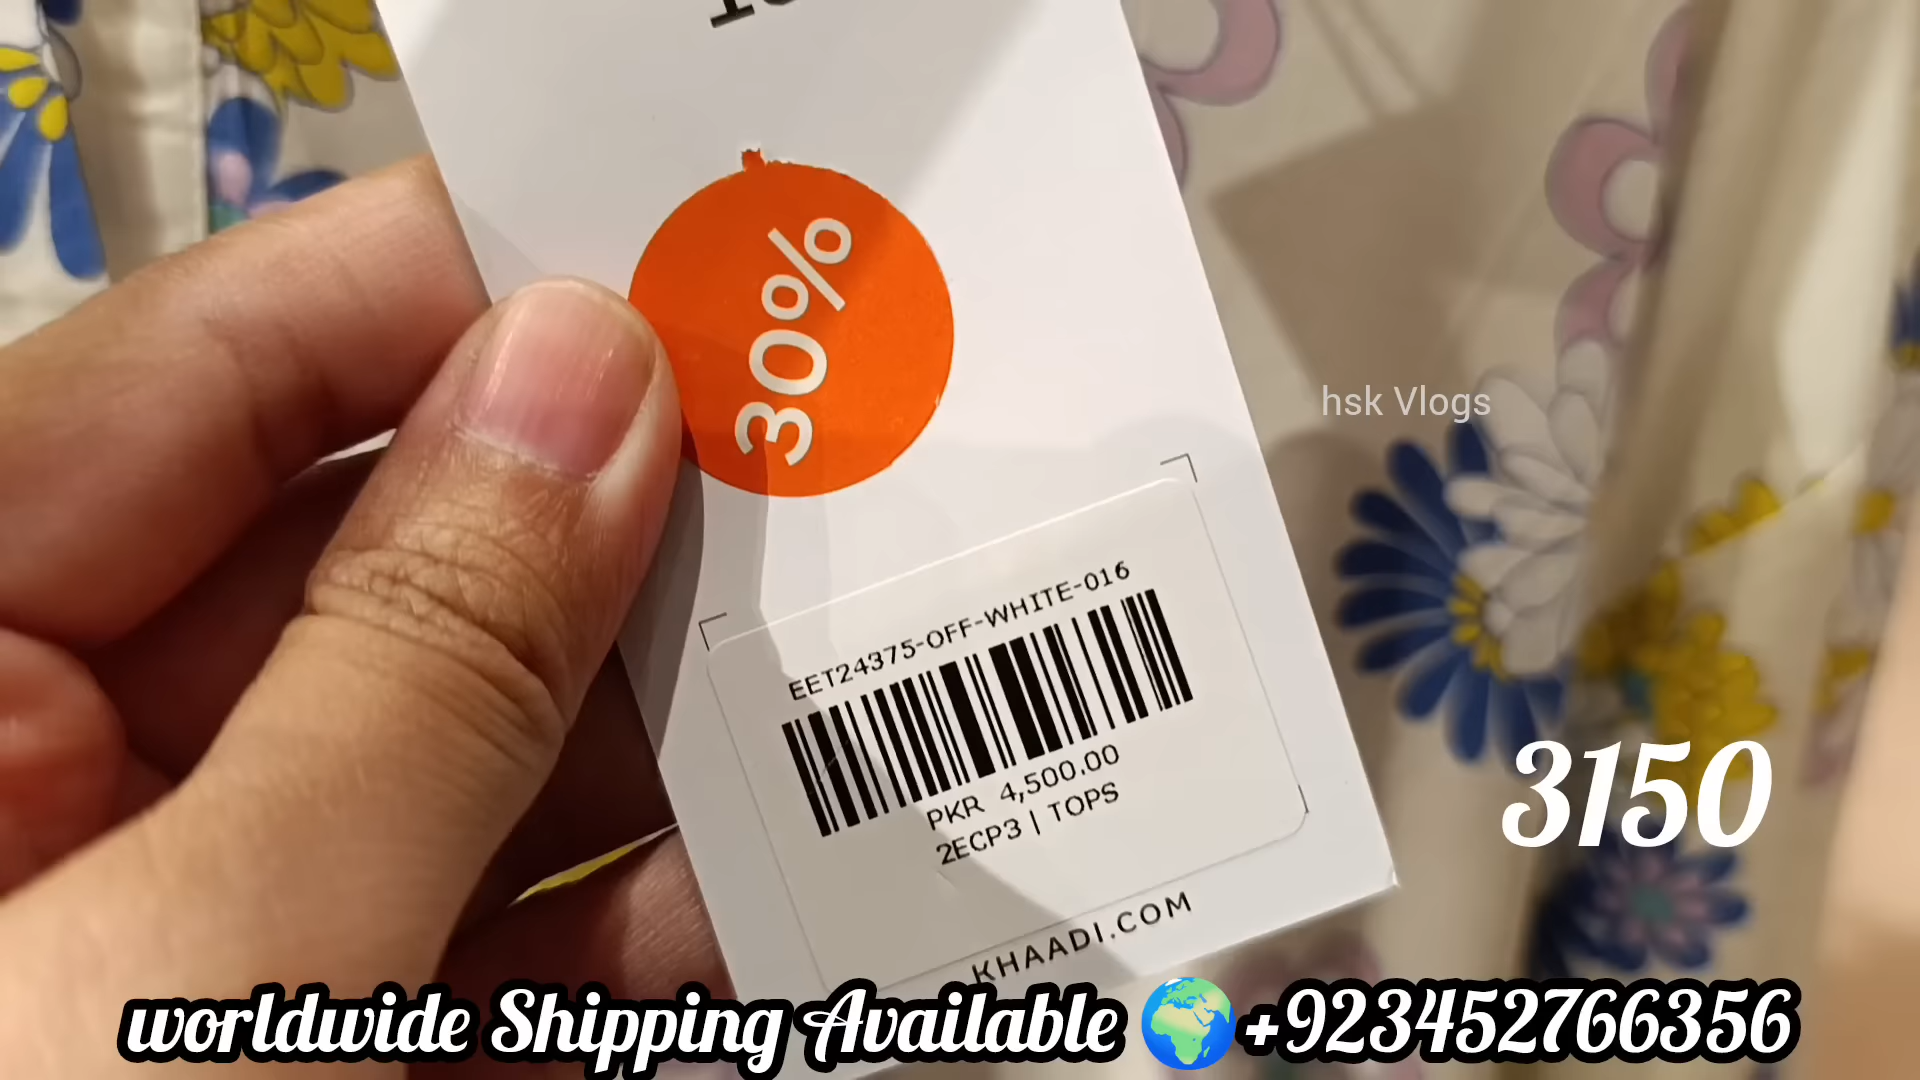 30%
hsk Vlogs
EET24375-OFF-WHITE-016
PKR 4,500.00
2ECP3 | TOPS
3150
KHAADI.COM
worldwide Shipping Available 🌍+923452766356